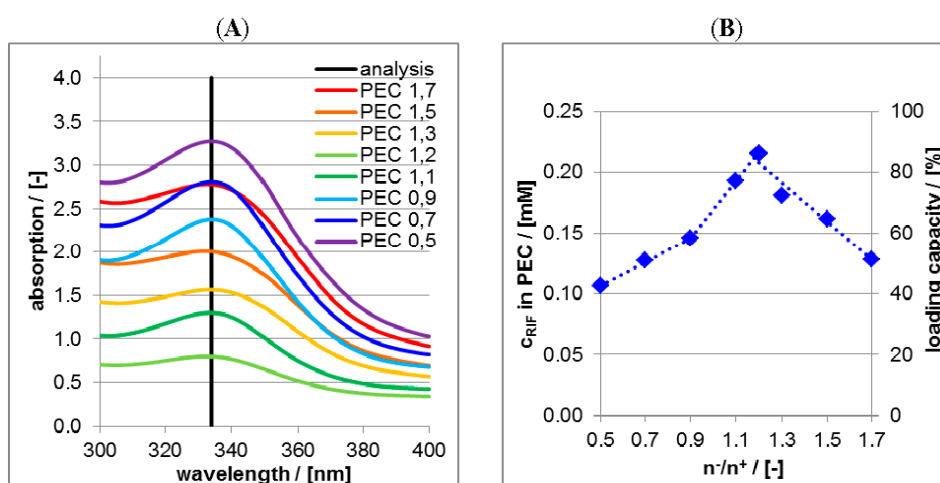 (A)
absorption / [-]
4.0
3.5
3.0
2.5
2.0
1.5
1.0
0.5
0.0
analysis
PEC 1,7
PEC 1,5
PEC 1,3
PEC 1,2
PEC 1,1
PEC 0,9
PEC 0,7
PEC 0,5
300 320 340 360 380 400
wavelength / [nm]
(B)
c_RIF in PEC / [mM]
0.25
0.20
0.15
0.10
0.05
0.00
100
80
60
40
20
0
loading capacity / [%]
0.5 0.7 0.9 1.1 1.3 1.5 1.7
n⁻/n⁺ / [-]